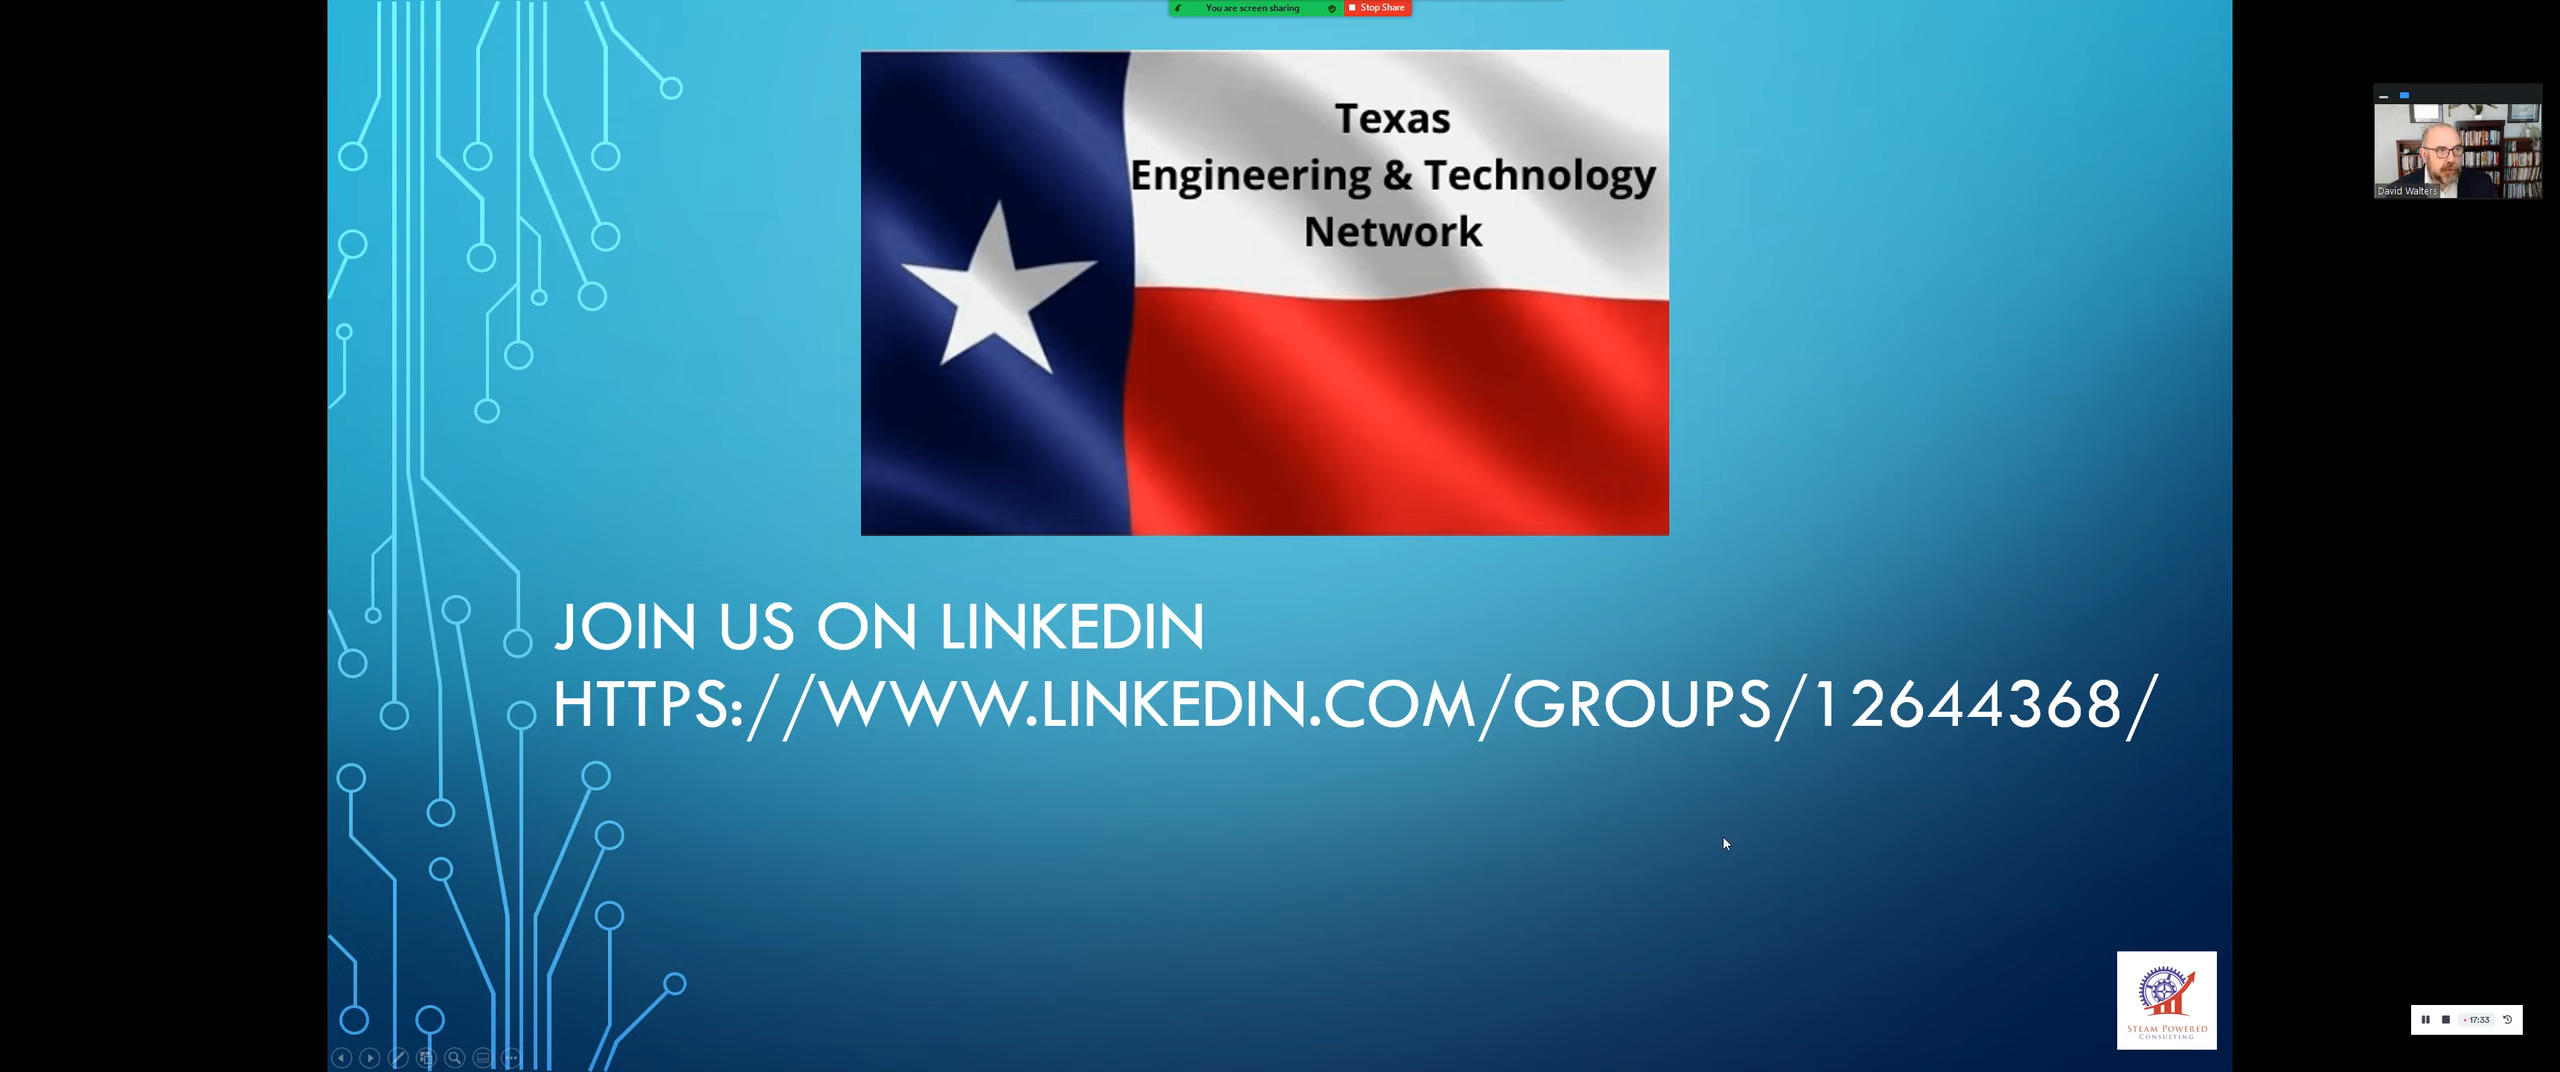 You are screen sharing
Stop Share
Texas
Engineering & Technology
Network
David Walters
JOIN US ON LINKEDIN
HTTPS://WWW.LINKEDIN.COM/GROUPS/12644368/
STEAM POWERED
CONSULTING
17:33